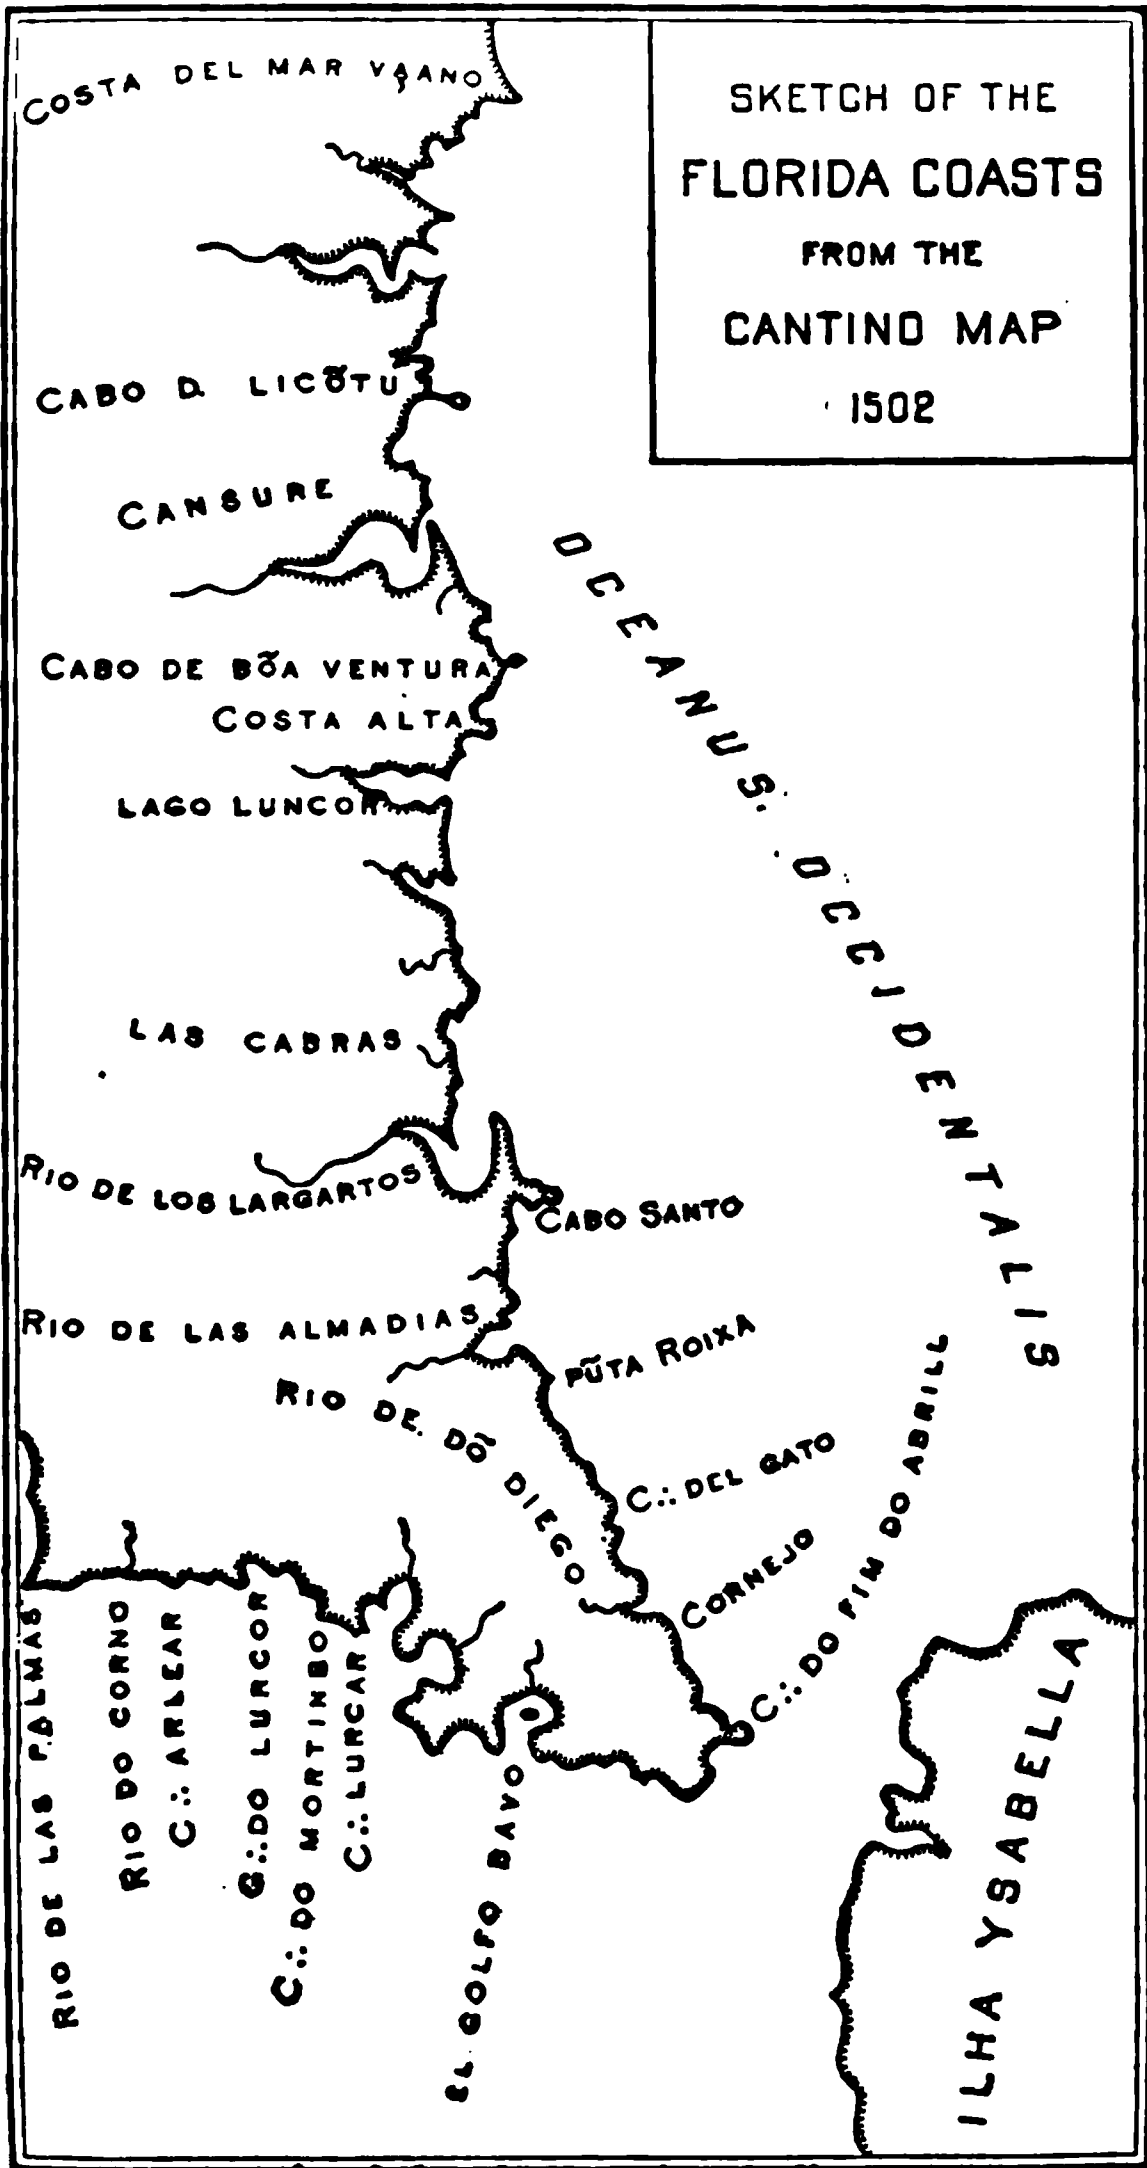 SKETCH OF THE
FLORIDA COASTS
FROM THE
CANTINO MAP
1502
COSTA DEL MAR VÇANO
CABO D. LICÕTU
CANSURE
CABO DE BÕA VENTURA
COSTA ALTA
LAGO LUNCOR
LAS CABRAS
RIO DE LOS LARGARTOS
CABO SANTO
RIO DE LAS ALMADIAS
PŨTA ROIXA
RIO DE. DÕ DIEGO
C.: DEL GATO
CORNEJO
C.: DO FIM DO ABRILL
OCEANUS. OCCIDENTALIS
RIO DE LAS PALMAS
RIO DO CORNO
C.: ARLEAR
G.: DO LURCOR
C.: DO MORTINBO
C.: LURCAR
EL GOLFO BAVO
ILHA YSABELLA